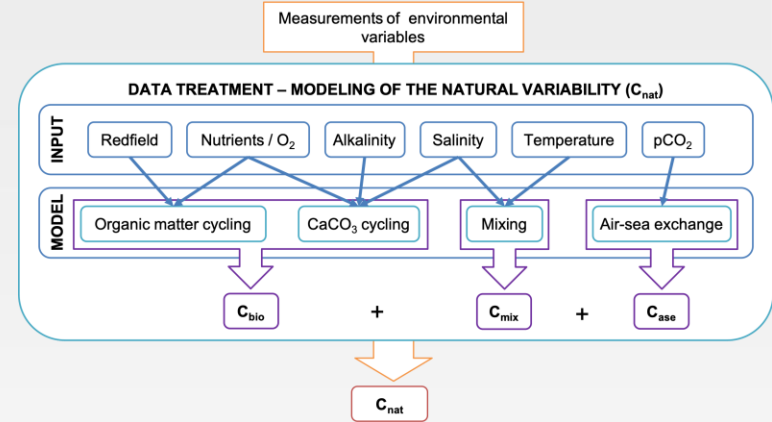 Measurements of environmental
variables
DATA TREATMENT – MODELING OF THE NATURAL VARIABILITY (Cnat)
INPUT
Redfield
Nutrients / O2
Alkalinity
Salinity
Temperature
pCO2
MODEL
Organic matter cycling
CaCO3 cycling
Mixing
Air-sea exchange
Cbio
+
Cmix
+
Case
Cnat